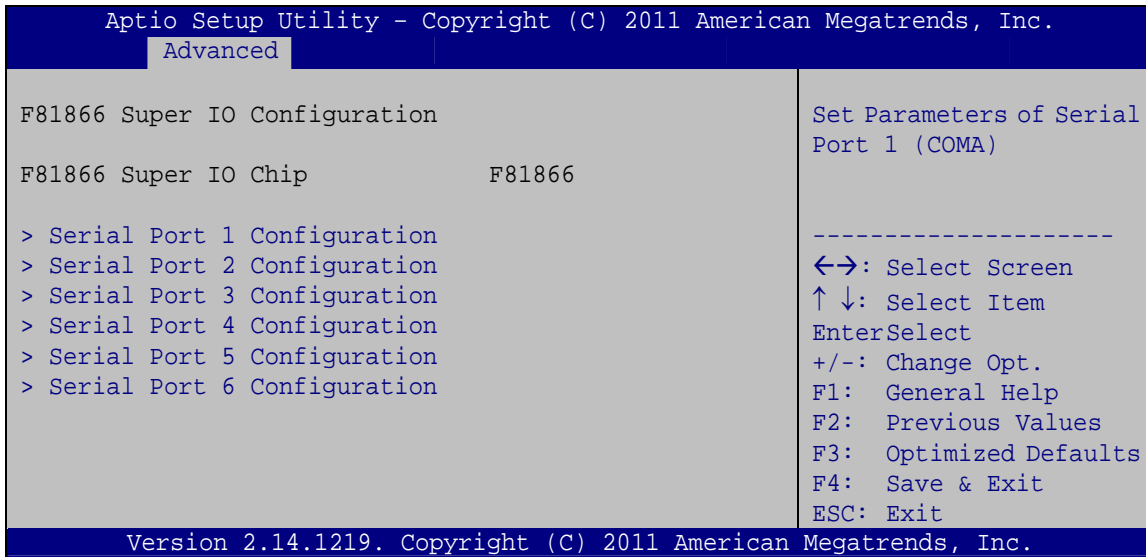 Aptio Setup Utility – Copyright (C) 2011 American Megatrends, Inc.
Advanced
F81866 Super IO Configuration
F81866 Super IO Chip F81866
> Serial Port 1 Configuration
> Serial Port 2 Configuration
> Serial Port 3 Configuration
> Serial Port 4 Configuration
> Serial Port 5 Configuration
> Serial Port 6 Configuration
Set Parameters of Serial
Port 1 (COMA)
---------------------
←→: Select Screen
↑ ↓: Select Item
EnterSelect
+/-: Change Opt.
F1: General Help
F2: Previous Values
F3: Optimized Defaults
F4: Save & Exit
ESC: Exit
Version 2.14.1219. Copyright (C) 2011 American Megatrends, Inc.